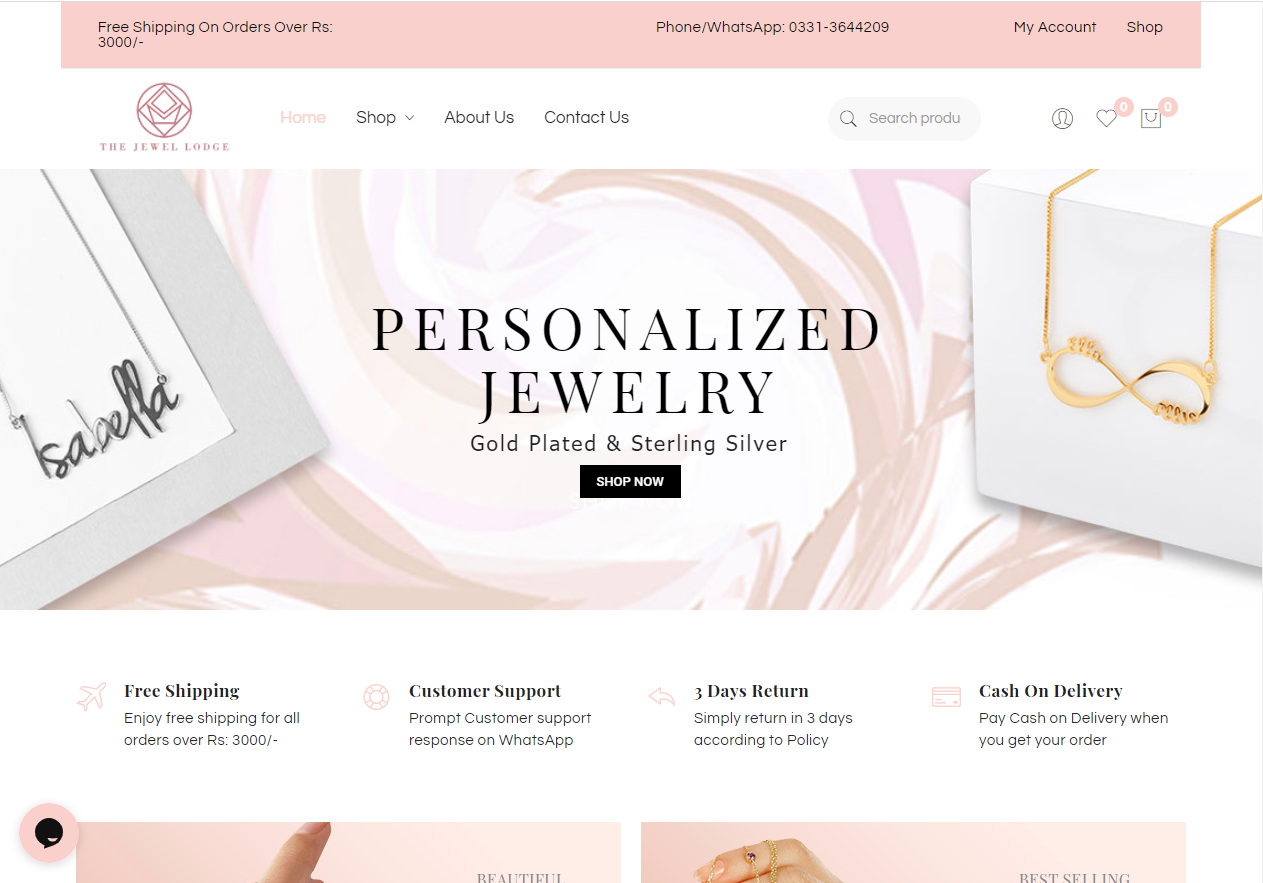 Free Shipping On Orders Over Rs:
3000/-
Phone/WhatsApp: 0331-3644209
My Account
Shop
THE JEWEL LODGE
Home
Shop
About Us
Contact Us
Search produ
0
0
Isabella
Ella
PERSONALIZED
JEWELRY
Gold Plated & Sterling Silver
SHOP NOW
Free Shipping
Enjoy free shipping for all
orders over Rs: 3000/-
Customer Support
Prompt Customer support
response on WhatsApp
3 Days Return
Simply return in 3 days
according to Policy
Cash On Delivery
Pay Cash on Delivery when
you get your order
BEAUTIFUL
BEST SELLING